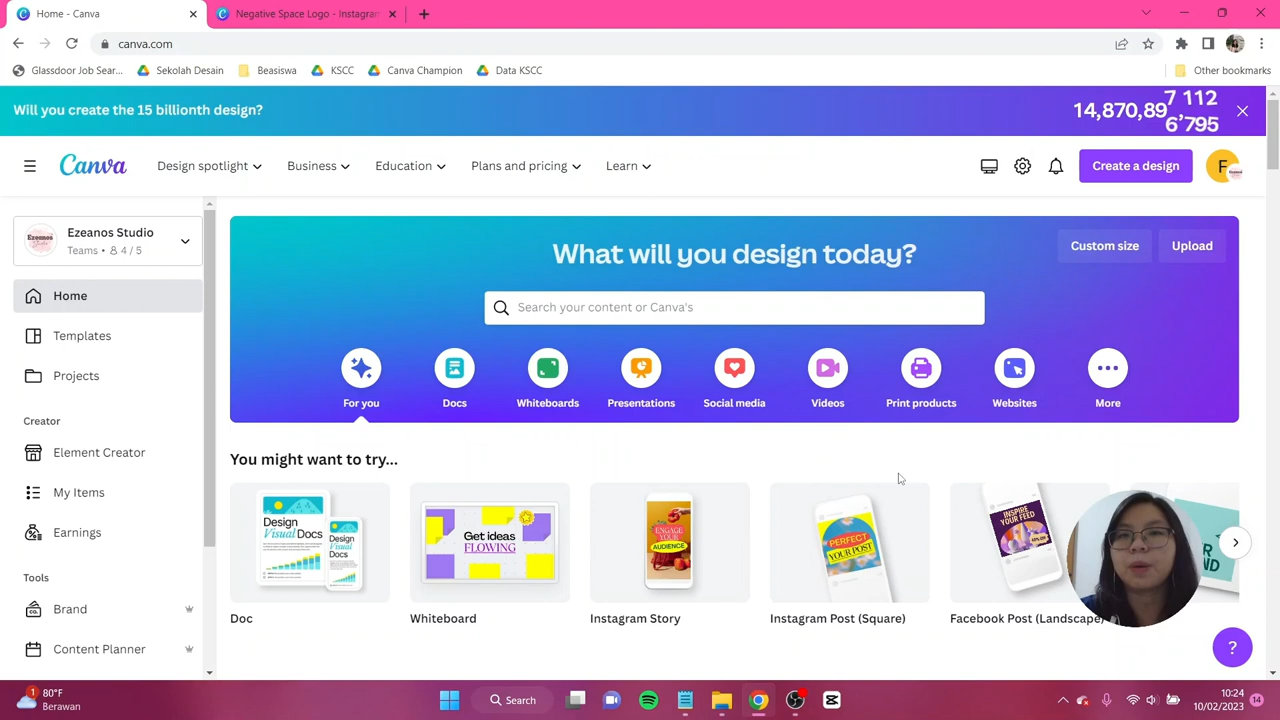 Home - Canva
Negative Space Logo - Instagram
canva.com
Glassdoor Job Sear...
Sekolah Desain
Beasiswa
KSCC
Canva Champion
Data KSCC
Other bookmarks
Will you create the 15 billionth design?
14,870,89
Canva
Design spotlight
Business
Education
Plans and pricing
Learn
Create a design
F
Ezeanos Studio
Teams • 4 / 5
Home
Templates
Projects
Creator
Element Creator
My Items
Earnings
Tools
Brand
Content Planner
What will you design today?
Custom size
Upload
Search your content or Canva's
For you
Docs
Whiteboards
Presentations
Social media
Videos
Print products
Websites
More
You might want to try...
Design
Visual Docs
Design
Visual Docs
Get ideas
FLOWING
ENGAGE
YOUR
AUDIENCE
PERFECT
YOUR POST
INSPIRE
YOUR FEED
Doc
Whiteboard
Instagram Story
Instagram Post (Square)
Facebook Post (Landscape)
?
1
80°F
Berawan
Search
10:24
10/02/2023
14